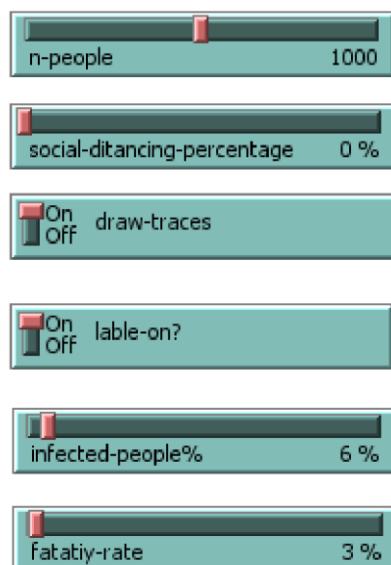 n-people 1000
social-ditancing-percentage 0 %
On
Off draw-traces
On
Off lable-on?
infected-people% 6 %
fatatiy-rate 3 %